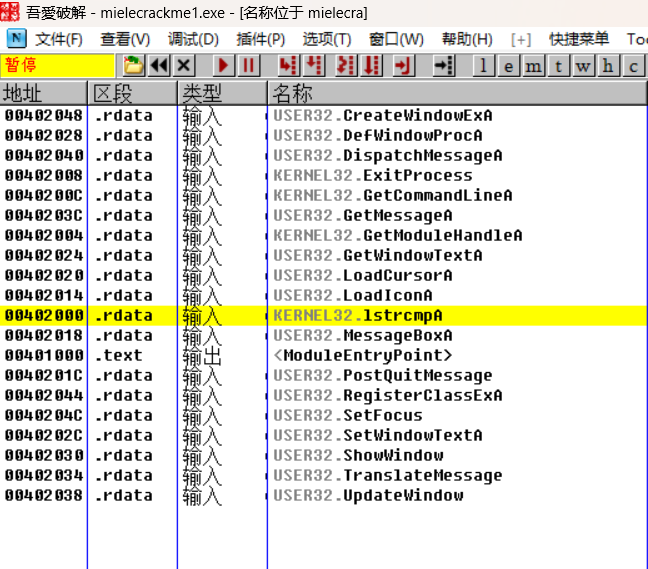 吾愛破解 - mielecrackme1.exe - [名称位于 mielecra]
文件(F) 查看(V) 调试(D) 插件(P) 选项(T) 窗口(W) 帮助(H) [+] 快捷菜单 Too
暂停 l e m t w h c
地址 区段 类型 名称
00402048 .rdata 输入 USER32.CreateWindowExA
00402028 .rdata 输入 USER32.DefWindowProcA
00402040 .rdata 输入 USER32.DispatchMessageA
00402008 .rdata 输入 KERNEL32.ExitProcess
0040200C .rdata 输入 KERNEL32.GetCommandLineA
0040203C .rdata 输入 USER32.GetMessageA
00402004 .rdata 输入 KERNEL32.GetModuleHandleA
00402024 .rdata 输入 USER32.GetWindowTextA
00402020 .rdata 输入 USER32.LoadCursorA
00402014 .rdata 输入 USER32.LoadIconA
00402000 .rdata 输入 KERNEL32.lstrcmpA
00402018 .rdata 输入 USER32.MessageBoxA
00401000 .text 输出 <ModuleEntryPoint>
0040201C .rdata 输入 USER32.PostQuitMessage
00402044 .rdata 输入 USER32.RegisterClassExA
0040204C .rdata 输入 USER32.SetFocus
0040202C .rdata 输入 USER32.SetWindowTextA
00402030 .rdata 输入 USER32.ShowWindow
00402034 .rdata 输入 USER32.TranslateMessage
00402038 .rdata 输入 USER32.UpdateWindow